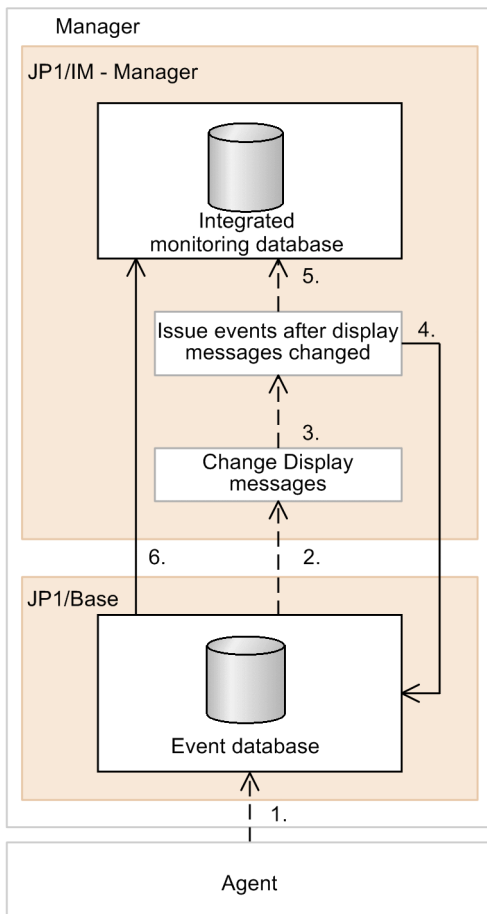 Manager
JP1/IM - Manager
Integrated
monitoring database
5.
Issue events after display
messages changed
4.
3.
Change Display
messages
6.
2.
JP1/Base
Event database
1.
Agent